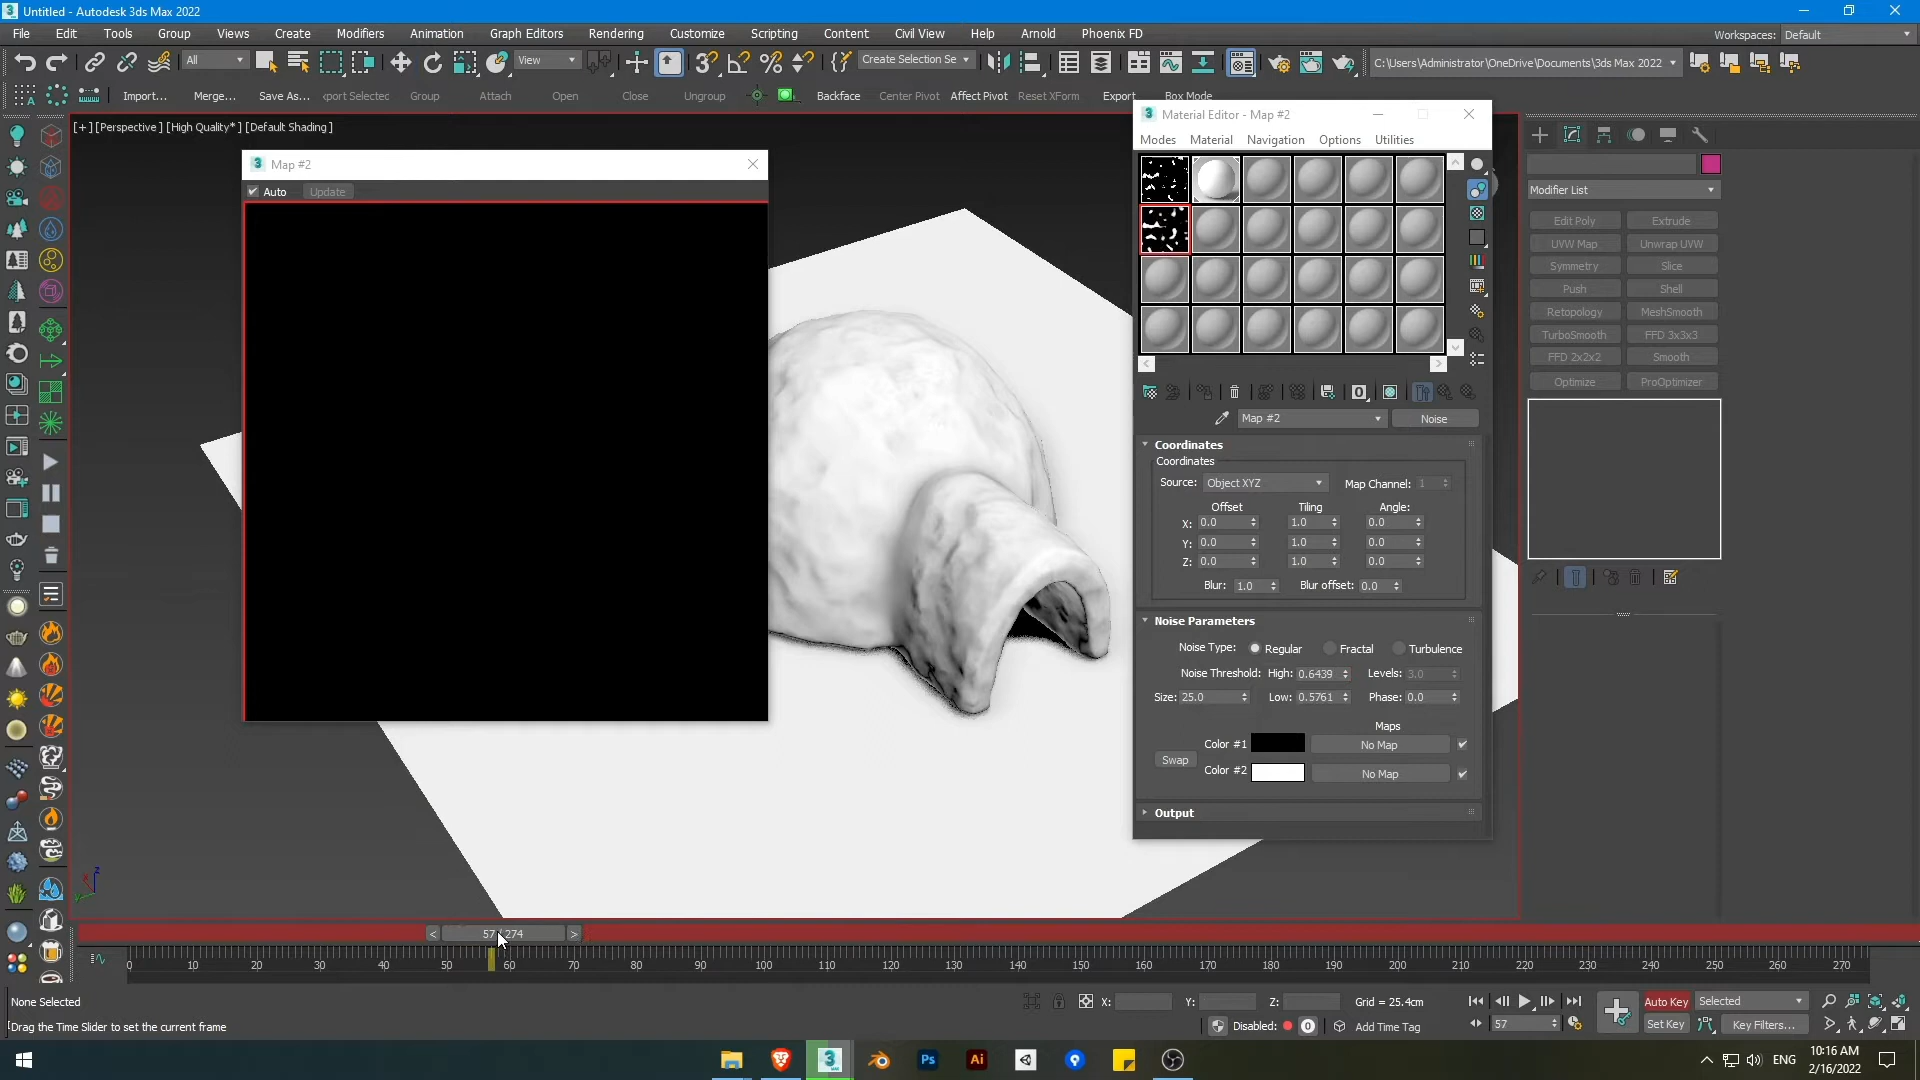 Untitled - Autodesk 3ds Max 2022
File Edit Tools Group Views Create Modifiers Animation Graph Editors Rendering Customize Scripting Content Civil View Help Arnold Phoenix FD
Workspaces: Default
All View Create Selection Se C:\Users\Administrator\OneDrive\Documents\3ds Max 2022
Import... Merge... Save As... xport Selectec Group Attach Open Close Ungroup Backface Center Pivot Affect Pivot Reset XForm Export Box Mode
[+] [Perspective] [High Quality*] [Default Shading]
Map #2
Auto Update
Material Editor - Map #2
Modes Material Navigation Options Utilities
Map #2 Noise
Coordinates
Coordinates
Source: Object XYZ Map Channel: 1
Offset Tiling Angle:
X: 0.0 1.0 0.0
Y: 0.0 1.0 0.0
Z: 0.0 1.0 0.0
Blur: 1.0 Blur offset: 0.0
Noise Parameters
Noise Type: Regular Fractal Turbulence
Noise Threshold: High: 0.6439 Levels: 3.0
Size: 25.0 Low: 0.5761 Phase: 0.0
Maps
Color #1 No Map
Swap
Color #2 No Map
Output
Modifier List
Edit Poly Extrude
UVW Map Unwrap UVW
Symmetry Slice
Push Shell
Retopology MeshSmooth
TurboSmooth FFD 3x3x3
FFD 2x2x2 Smooth
Optimize ProOptimizer
z
< 57 / 274 >
0 10 20 30 40 50 60 70 80 90 100 110 120 130 140 150 160 170 180 190 200 210 220 230 240 250 260 270
None Selected X: Y: Z: Grid = 25.4cm Auto Key Selected
Drag the Time Slider to set the current frame Disabled: 0 Add Time Tag 57 Set Key Key Filters...
Ps Ai ENG 10:16 AM
2/16/2022